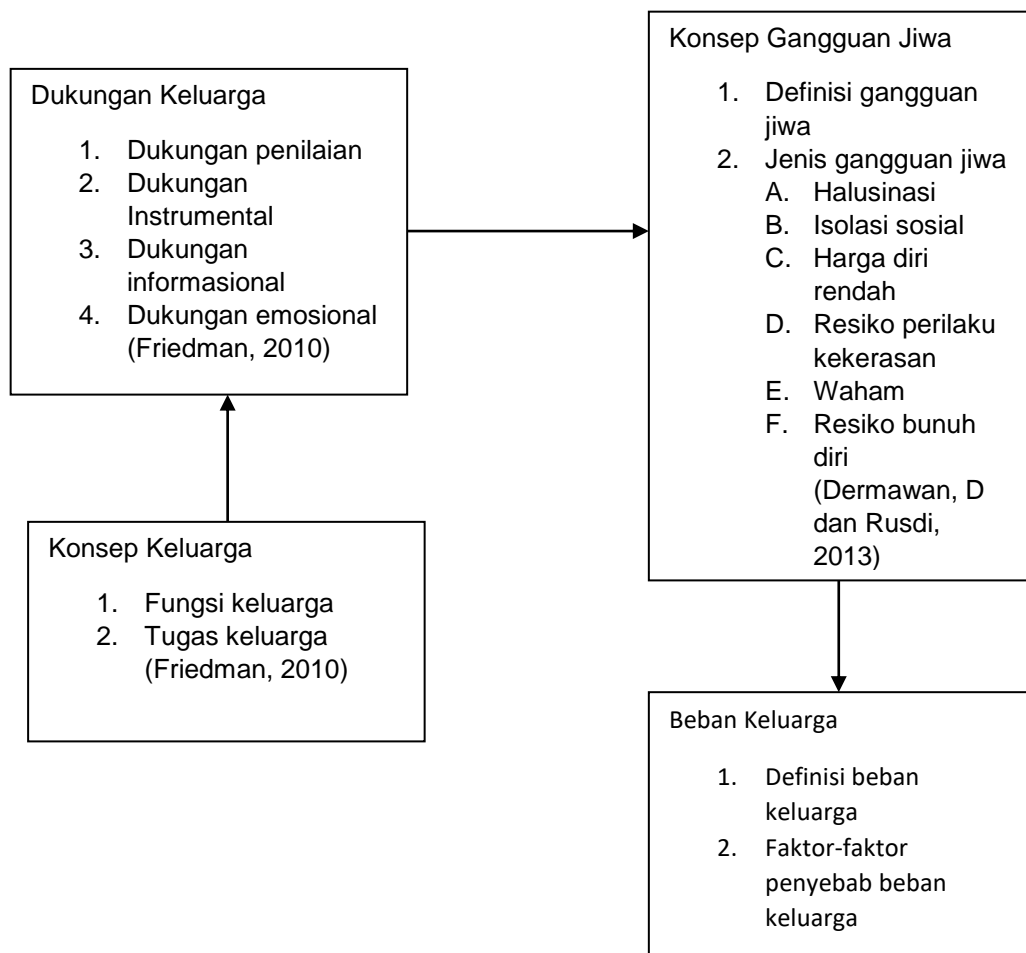 Dukungan Keluarga
1. Dukungan penilaian
2. Dukungan
Instrumental
3. Dukungan
informasional
4. Dukungan emosional
(Friedman, 2010)
Konsep Keluarga
1. Fungsi keluarga
2. Tugas keluarga
(Friedman, 2010)
Konsep Gangguan Jiwa
1. Definisi gangguan
jiwa
2. Jenis gangguan jiwa
A. Halusinasi
B. Isolasi sosial
C. Harga diri
rendah
D. Resiko perilaku
kekerasan
E. Waham
F. Resiko bunuh
diri
(Dermawan, D
dan Rusdi,
2013)
Beban Keluarga
1. Definisi beban
keluarga
2. Faktor-faktor
penyebab beban
keluarga